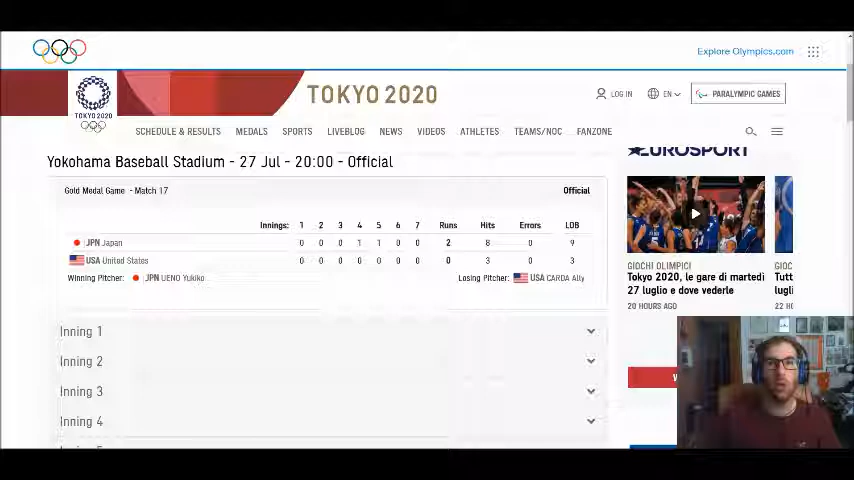 Explore Olympics.com
TOKYO 2020
TOKYO 2020
LOG IN
EN
PARALYMPIC GAMES
SCHEDULE & RESULTS MEDALS SPORTS LIVEBLOG NEWS VIDEOS ATHLETES TEAMS/NOC FANZONE
EUROSPORT
Yokohama Baseball Stadium - 27 Jul - 20:00 - Official
Gold Medal Game - Match 17 Official
Innings: 1 2 3 4 5 6 7 Runs Hits Errors LOB
JPN Japan 0 0 0 1 1 0 0 2 8 0 9
USA United States 0 0 0 0 0 0 0 0 3 0 3
Winning Pitcher: JPN UENO Yukiko Losing Pitcher: USA CARDA Ally
Inning 1
Inning 2
Inning 3
Inning 4
GIOCHI OLIMPICI
Tokyo 2020, le gare di martedì
27 luglio e dove vederle
20 HOURS AGO
GIOC
Tutt
lugli
22 H